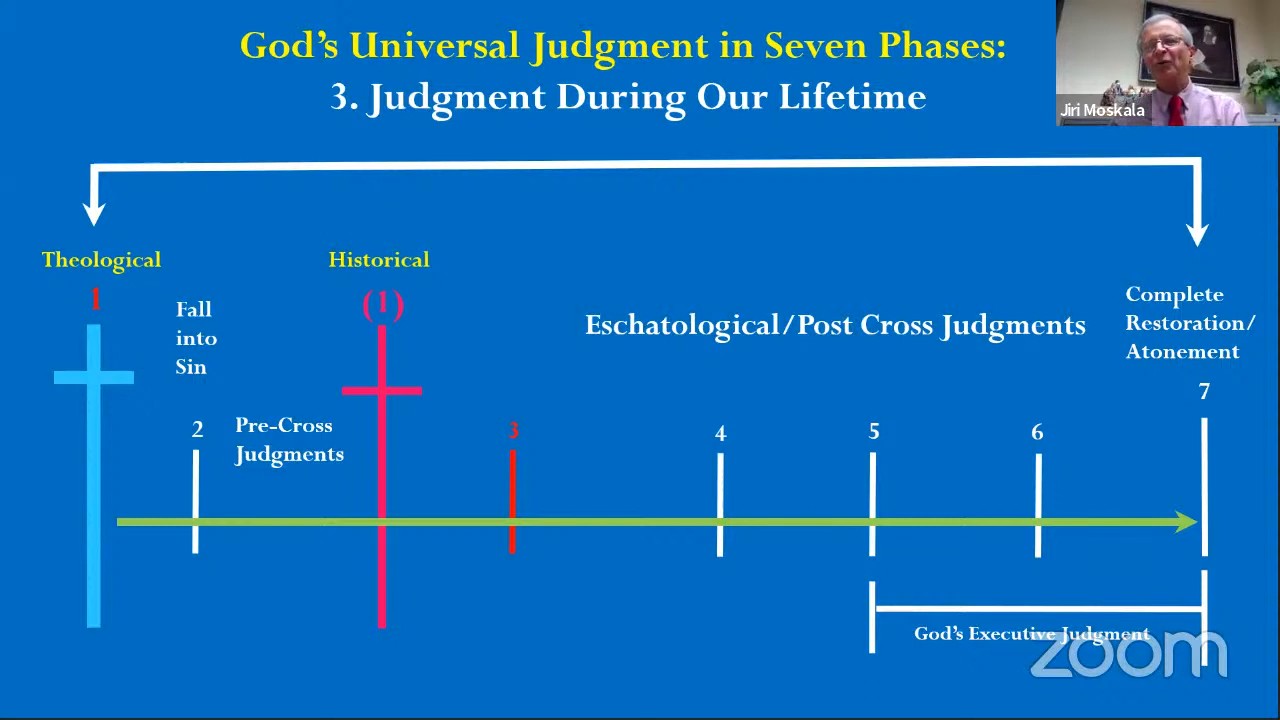 God's Universal Judgment in Seven Phases:
3. Judgment During Our Lifetime
Jiri Moskala
Theological
1
Fall
into
Sin
Historical
(1)
Eschatological/Post Cross Judgments
Complete
Restoration/
Atonement
7
2
Pre-Cross
Judgments
3
4
5
6
God's Executive Judgment
zoom